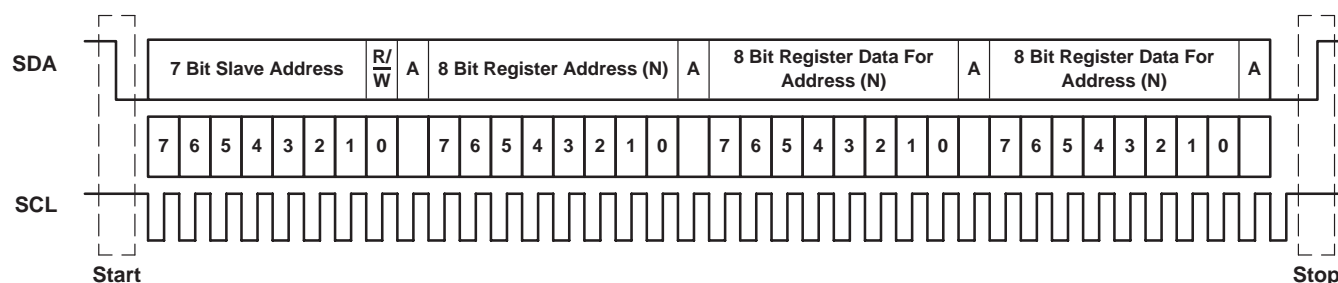 SDA
7 Bit Slave Address
R/
W
A
8 Bit Register Address (N)
A
8 Bit Register Data For
Address (N)
A
8 Bit Register Data For
Address (N)
A
7 6 5 4 3 2 1 0 7 6 5 4 3 2 1 0 7 6 5 4 3 2 1 0 7 6 5 4 3 2 1 0
SCL
Start
Stop